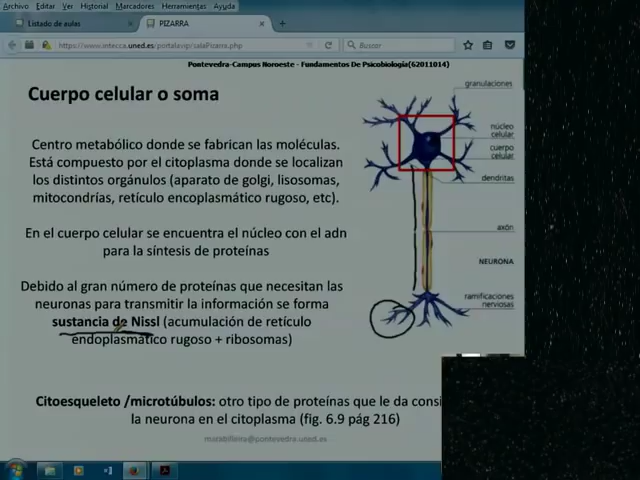 Archivo Editar Ver Historial Marcadores Herramientas Ayuda
Listado de aulas
PIZARRA
https://www.intecca.uned.es/portalavip/salaPizarra.php
Buscar
Pontevedra-Campus Noroeste - Fundamentos De Psicobiología(62011014)
Cuerpo celular o soma
Centro metabólico donde se fabrican las moléculas.
Está compuesto por el citoplasma donde se localizan
los distintos orgánulos (aparato de golgi, lisosomas,
mitocondrías, retículo encoplasmático rugoso, etc).
En el cuerpo celular se encuentra el núcleo con el adn
para la síntesis de proteínas
Debido al gran número de proteínas que necesitan las
neuronas para transmitir la información se forma
sustancia de Nissl (acumulación de retículo
endoplasmático rugoso + ribosomas)
Citoesqueleto /microtúbulos: otro tipo de proteínas que le da consi
la neurona en el citoplasma (fig. 6.9 pág 216)
granulaciones
núcleo
celular
cuerpo
celular
dendritas
axón
NEURONA
ramificaciones
nerviosas